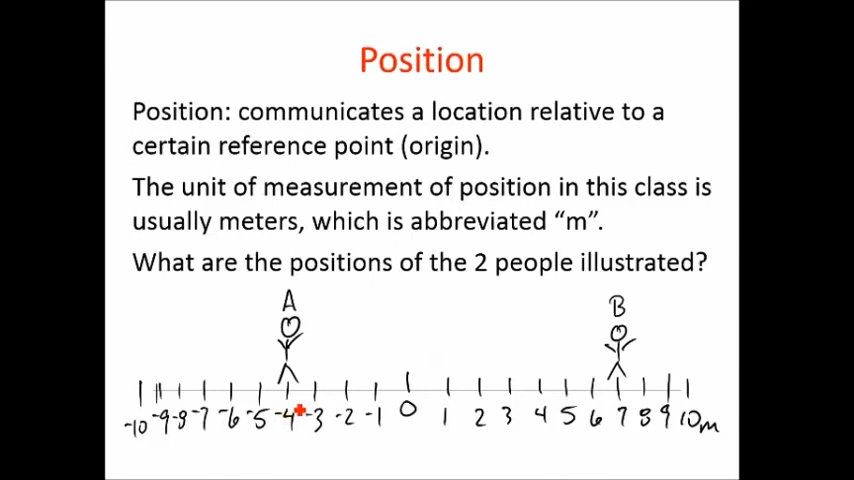 Position
Position: communicates a location relative to a
certain reference point (origin).
The unit of measurement of position in this class is
usually meters, which is abbreviated “m”.
What are the positions of the 2 people illustrated?
A B
-10 -9 -8 -7 -6 -5 -4 -3 -2 -1 0 1 2 3 4 5 6 7 8 9 10m